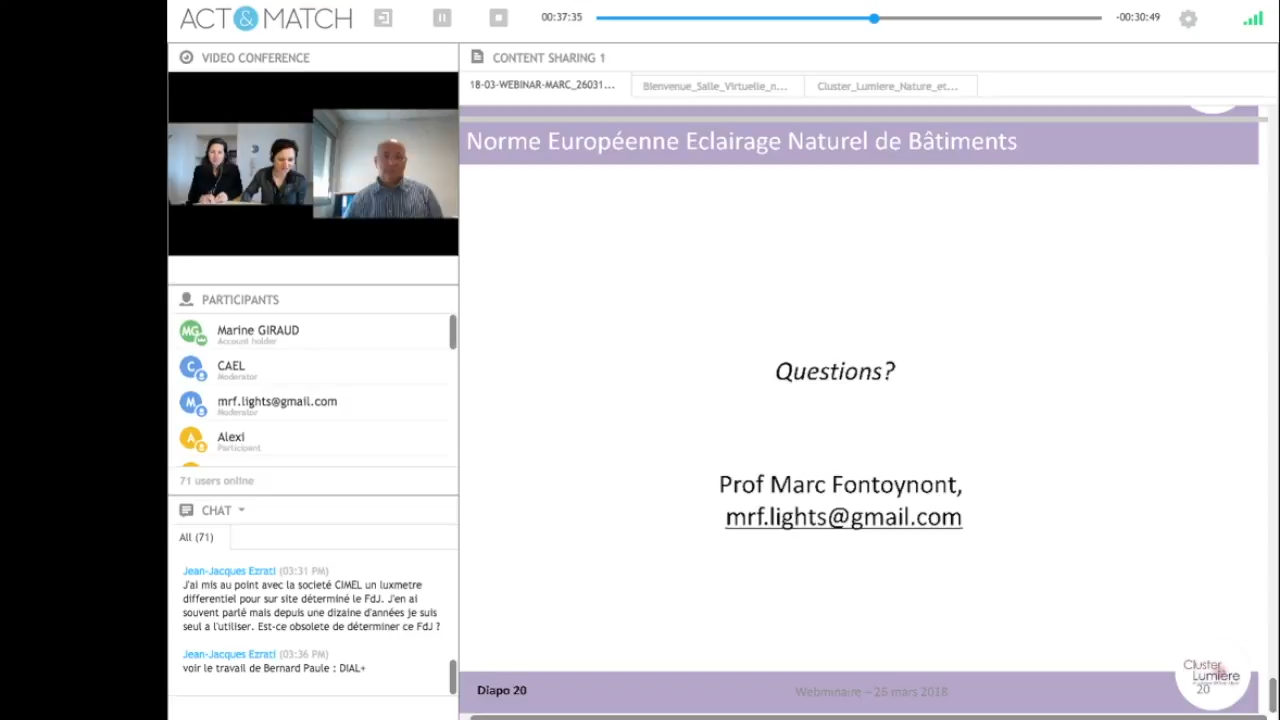 ACT&MATCH
00:37:35
-00:30:49
VIDEO CONFERENCE
PARTICIPANTS
MG Marine GIRAUD
Account holder
C CAEL
Moderator
M mrf.lights@gmail.com
Moderator
A Alexi
Participant
71 users online
CHAT
All (71)
Jean-Jacques Ezrati (03:31 PM)
J'ai mis au point avec la societé CIMEL un luxmetre
differentiel pour sur site déterminé le FdJ. J'en ai
souvent parlé mais depuis une dizaine d'années je suis
seul a l'utiliser. Est-ce obsolete de déterminer ce FdJ ?
Jean-Jacques Ezrati (03:36 PM)
voir le travail de Bernard Paule : DIAL+
CONTENT SHARING 1
18-03-WEBINAR-MARC_26031...
Bienvenue_Salle_Virtuelle_n...
Cluster_Lumiere_Nature_et...
Norme Européenne Eclairage Naturel de Bâtiments
Questions?
Prof Marc Fontoynont,
mrf.lights@gmail.com
Diapo 20
Webminaire – 26 mars 2018
Cluster
Lumière
20